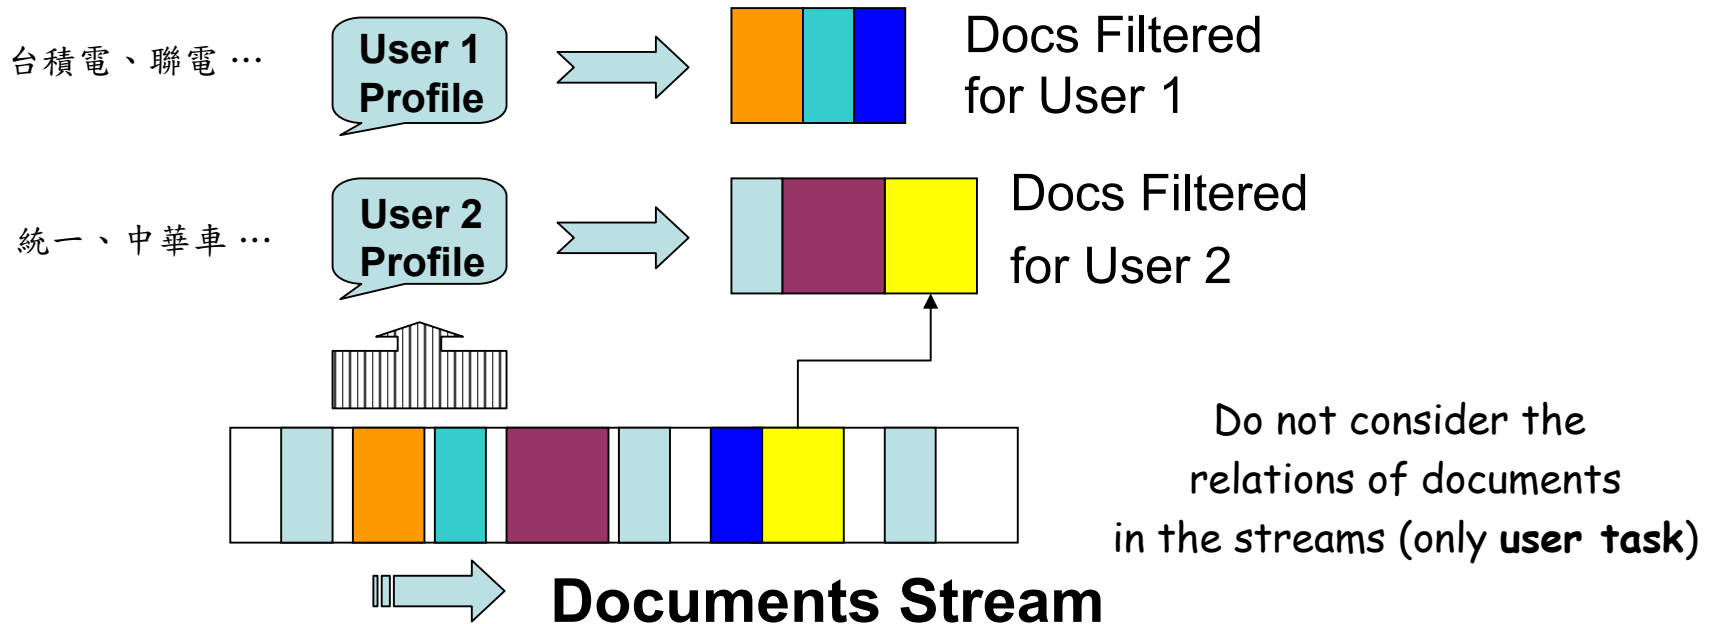 台積電、聯電 …
User 1
Profile
Docs Filtered
for User 1
統一、中華車 …
User 2
Profile
Docs Filtered
for User 2
Do not consider the
relations of documents
in the streams (only user task)
Documents Stream